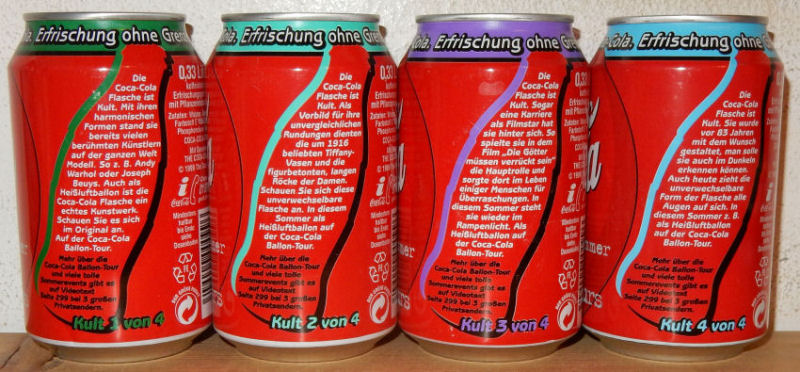 Cola. Erfrischung ohne Gren
Die
Coca-Cola
Flasche ist
Kult. Mit ihren
harmonischen
Formen stand sie
bereits vielen
berühmten Künstlern
auf der ganzen Welt
Modell. So z. B. Andy
Warhol oder Joseph
Beuys. Auch als
Heißluftballon ist die
Coca-Cola Flasche ein
echtes Kunstwerk.
Schauen Sie es sich
im Original an.
Auf der Coca-Cola
Ballon-Tour.
Mehr über die
Coca-Cola Ballon-Tour
und viele tolle
Sommerevents gibt es
auf Videotext
Seite 299 bei 3 großen
Privatsendern.
Kult 1 von 4
0,33 l
Cola. Erfrischung ohne Gren
Die
Coca-Cola
Flasche ist
Kult. Als
Vorbild für ihre
unvergleichlichen
Rundungen dienten
die um 1916
beliebten Tiffany-
Vasen und die
figurbetonten, langen
Röcke der Damen.
Schauen Sie sich diese
unverwechselbare
Flasche an. In diesem
Sommer als
Heißluftballon
auf der Coca-Cola
Ballon-Tour.
Mehr über die
Coca-Cola Ballon-Tour
und viele tolle
Sommerevents gibt es
auf Videotext
Seite 299 bei 3 großen
Privatsendern.
Kult 2 von 4
0,33
Cola. Erfrischung ohne Gre
Die
Coca-Cola
Flasche ist
Kult. Sogar
eine Karriere
als Filmstar hat
sie hinter sich. So
spielte sie in dem
Film „Die Götter
müssen verrückt sein"
die Hauptrolle und
sorgte dort im Leben
einiger Menschen für
Überraschungen. In
diesem Sommer steht
sie wieder im
Rampenlicht. Als
Heißluftballon
auf der Coca-Cola
Ballon-Tour.
Mehr über die
Coca-Cola Ballon-Tour
und viele tolle
Sommerevents gibt es
auf Videotext
Seite 299 bei 3 großen
Privatsendern.
Kult 3 von 4
Cola. Erfrischung ohne Gre
Die
Coca-Cola
Flasche ist
Kult. Sie wurde
vor 83 Jahren
mit dem Wunsch
gestaltet, man solle
sie auch im Dunkeln
erkennen können.
Auch heute zieht die
unverwechselbare
Form der Flasche alle
Augen auf sich. In
diesem Sommer z. B.
als Heißluftballon
auf der Coca-Cola
Ballon-Tour.
Mehr über die
Coca-Cola Ballon-Tour
und viele tolle
Sommerevents gibt es
auf Videotext
Seite 299 bei 3 großen
Privatsendern.
Kult 4 von 4